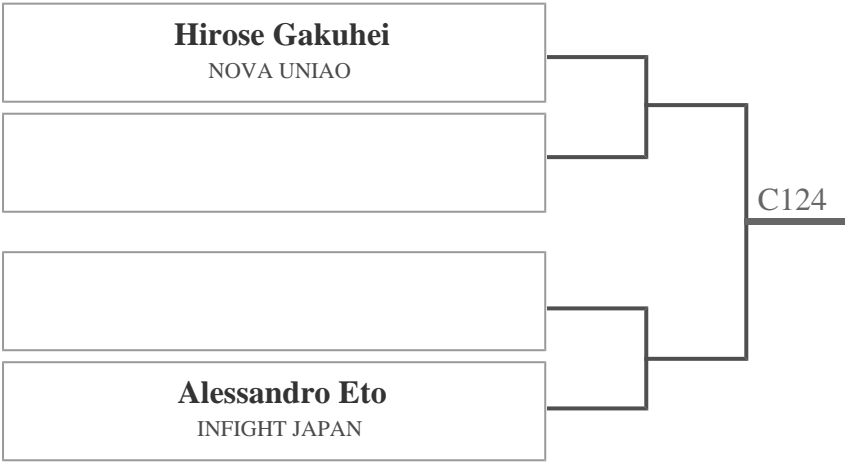 Hirose Gakuhei
NOVA UNIAO
C124
Alessandro Eto
INFIGHT JAPAN